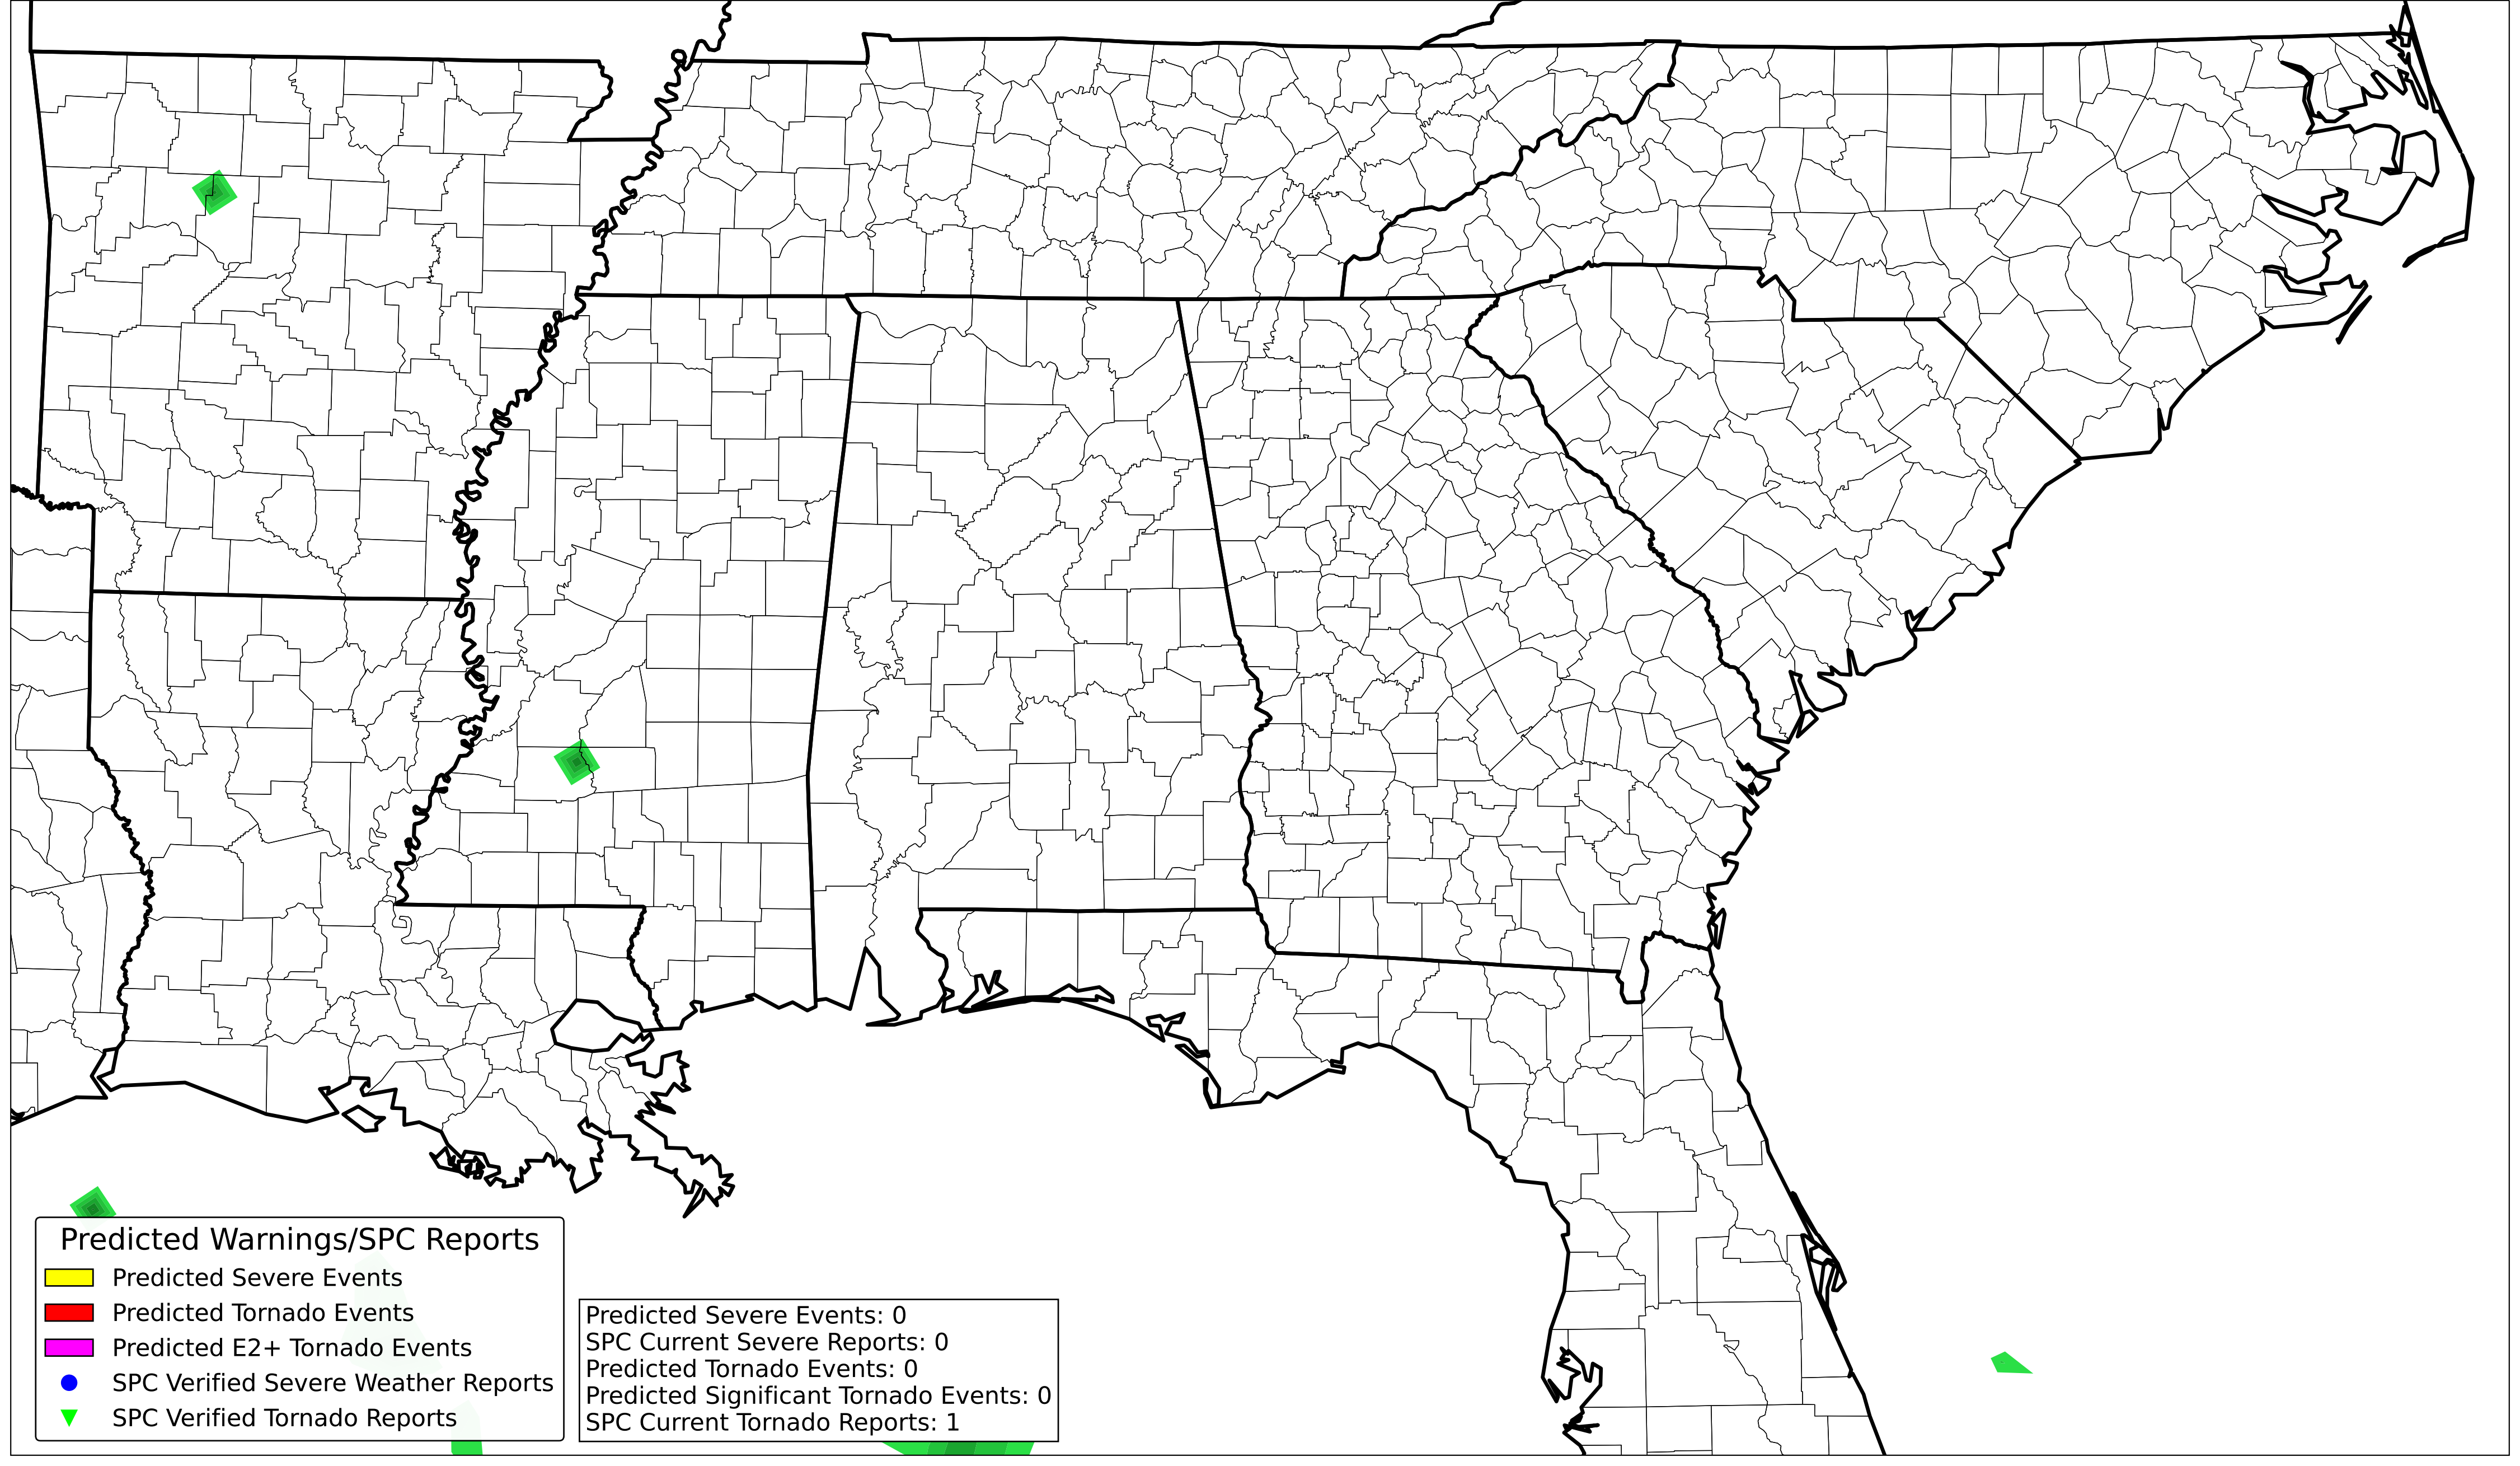 Predicted Warnings/SPC Reports
Predicted Severe Events
Predicted Tornado Events
Predicted E2+ Tornado Events
SPC Verified Severe Weather Reports
SPC Verified Tornado Reports
Predicted Severe Events: 0
SPC Current Severe Reports: 0
Predicted Tornado Events: 0
Predicted Significant Tornado Events: 0
SPC Current Tornado Reports: 1